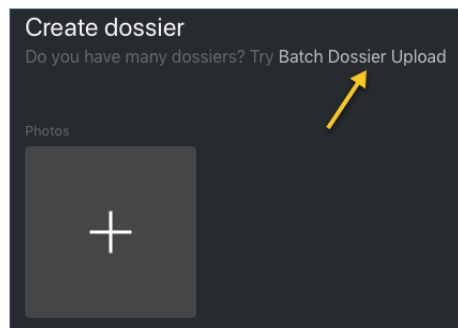 Create dossier
Do you have many dossiers? Try Batch Dossier Upload
Photos